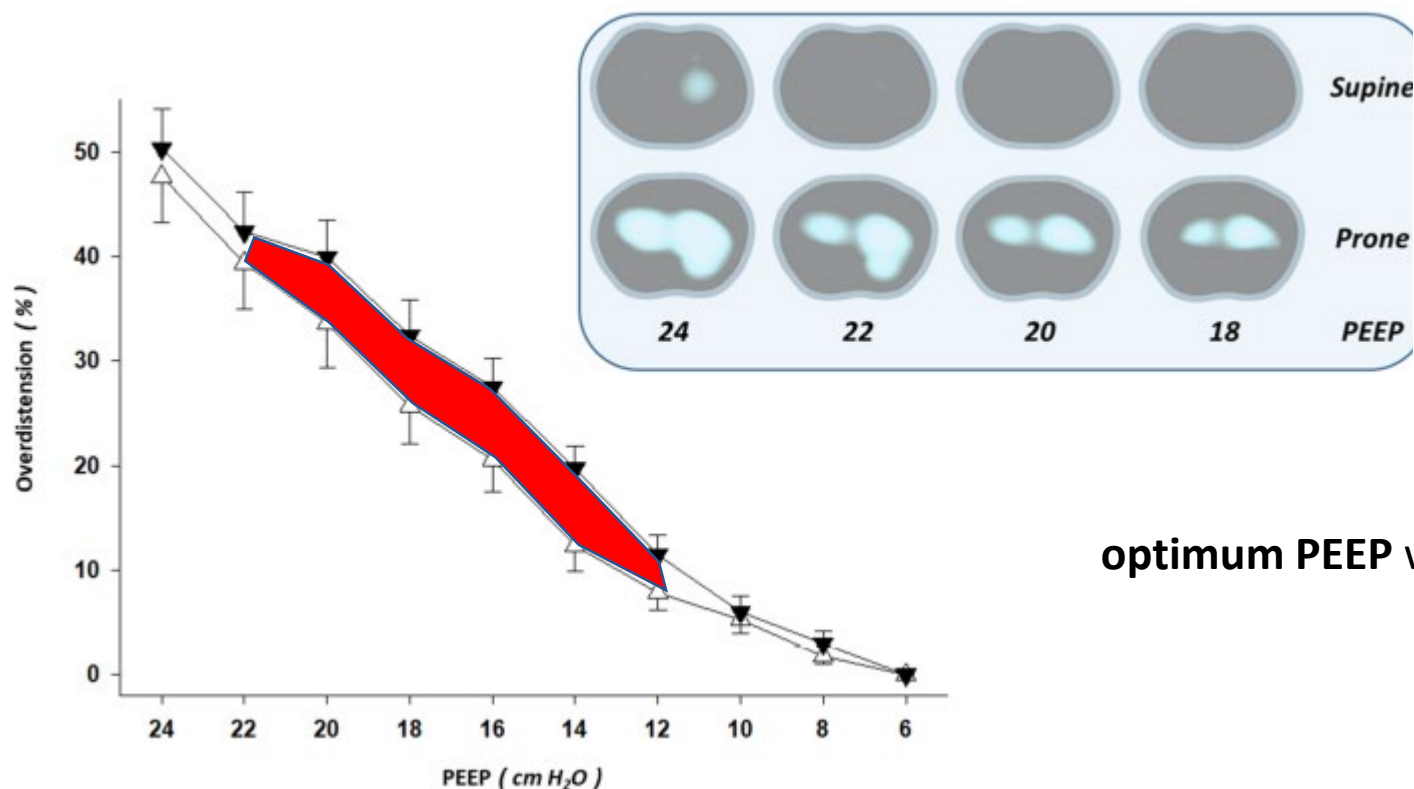 Supine
Prone
24 22 20 18 PEEP
50
40
30
20
10
0
Overdistension ( % )
24 22 20 18 16 14 12 10 8 6
PEEP ( cm H₂O )
optimum PEEP